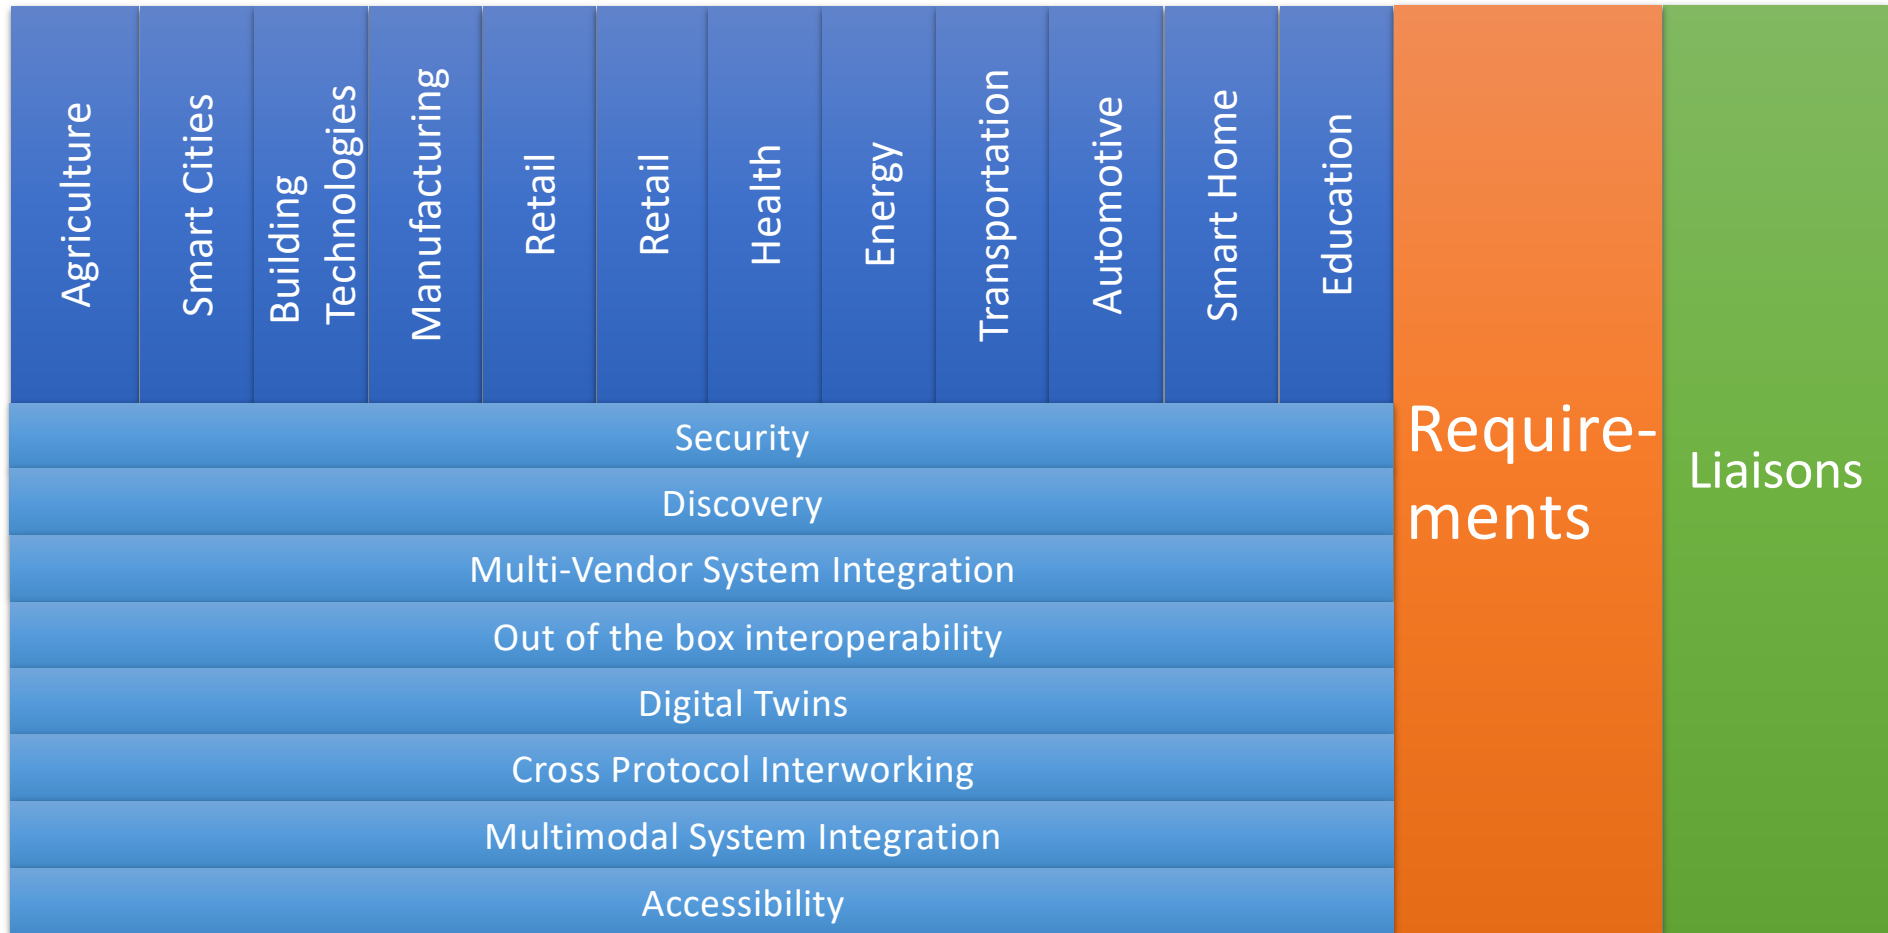 Agriculture
Smart Cities
Building
Technologies
Manufacturing
Retail
Retail
Health
Energy
Transportation
Automotive
Smart Home
Education
Security
Discovery
Multi-Vendor System Integration
Out of the box interoperability
Digital Twins
Cross Protocol Interworking
Multimodal System Integration
Accessibility
Require-
ments
Liaisons